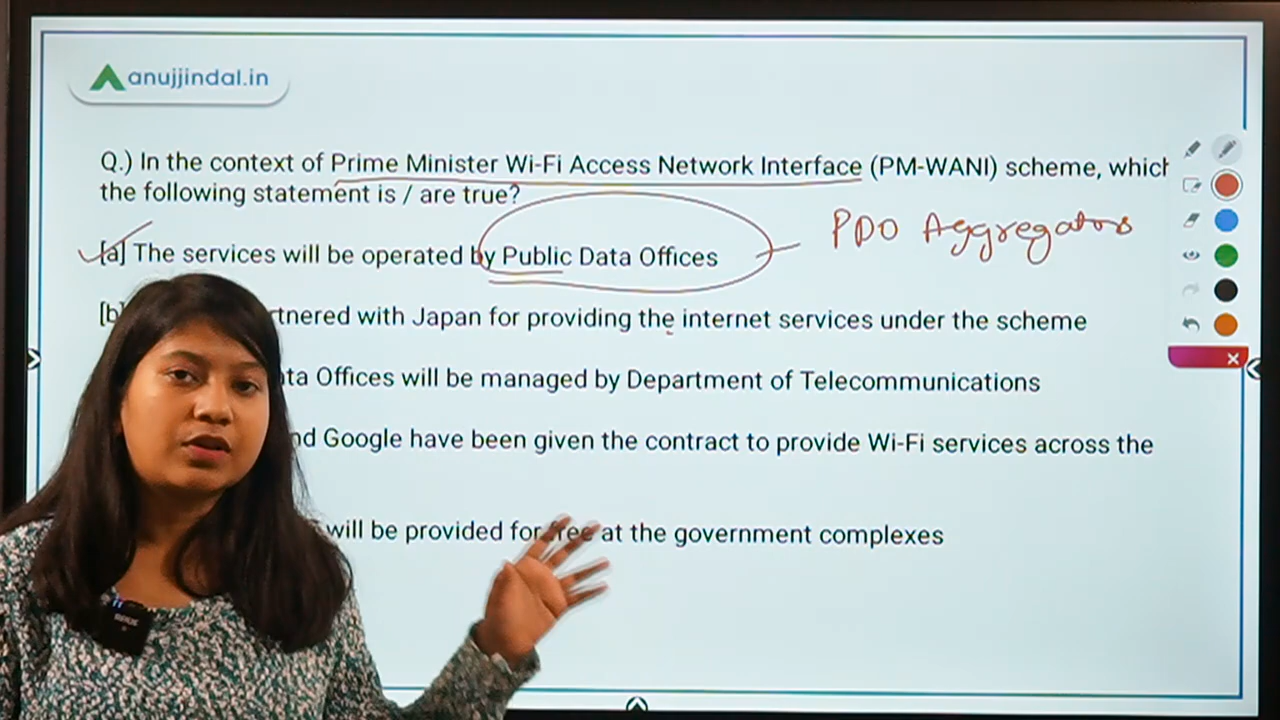 anujjindal.in
Q.) In the context of Prime Minister Wi-Fi Access Network Interface (PM-WANI) scheme, which
the following statement is / are true?
[a] The services will be operated by Public Data Offices
PDO Aggregators
[b] tnered with Japan for providing the internet services under the scheme
ta Offices will be managed by Department of Telecommunications
nd Google have been given the contract to provide Wi-Fi services across the
will be provided for free at the government complexes